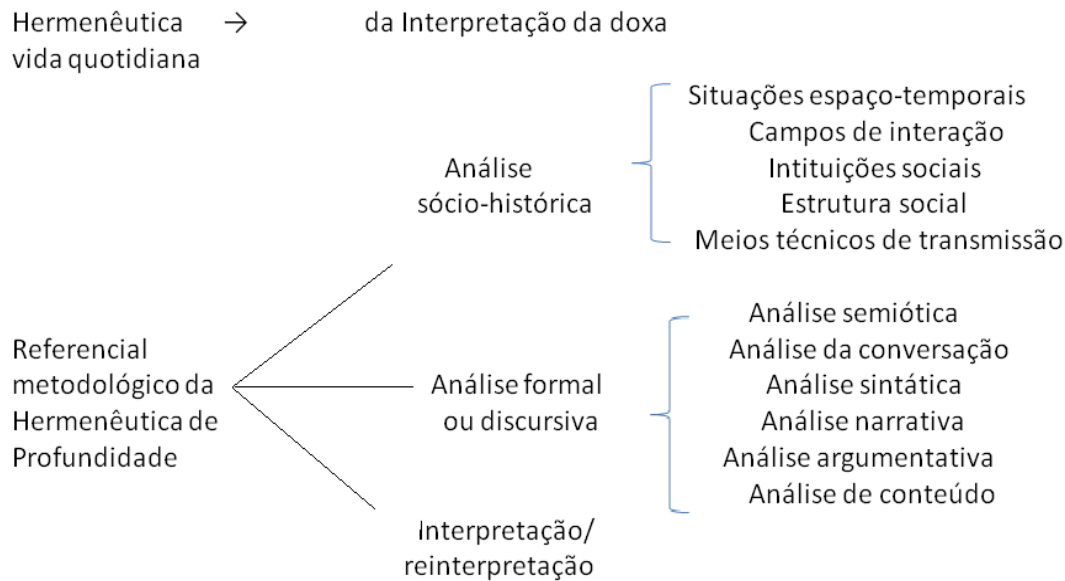 Hermenêutica → da Interpretação da doxa
vida quotidiana
Situações espaço-temporais
Campos de interação
Análise
sócio-histórica
Intituições sociais
Estrutura social
Meios técnicos de transmissão
Referencial
metodológico da
Hermenêutica de
Profundidade
Análise formal
ou discursiva
Análise semiótica
Análise da conversação
Análise sintática
Análise narrativa
Análise argumentativa
Análise de conteúdo
Interpretação/
reinterpretação